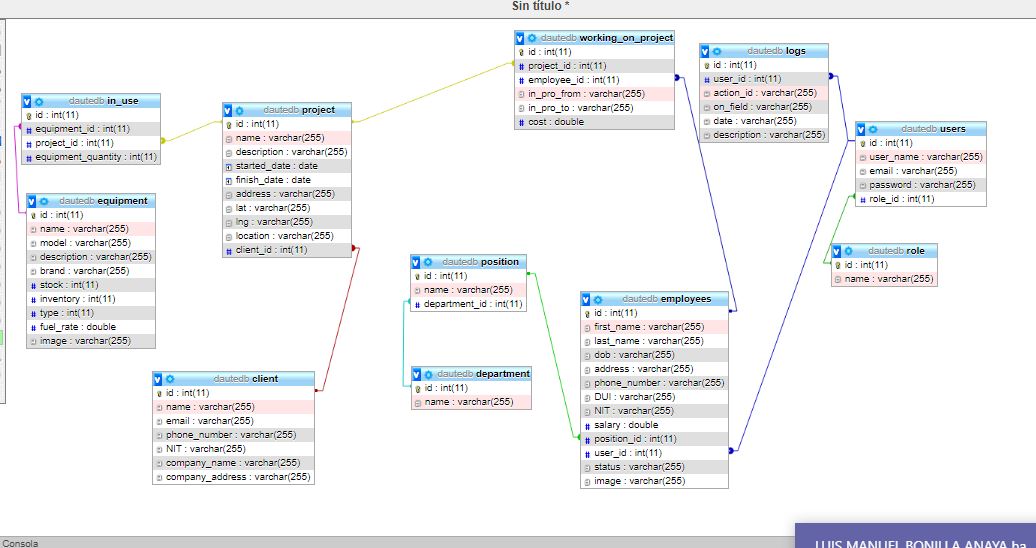 Sin título *
dautedb working_on_project
id : int(11)
project_id : int(11)
employee_id : int(11)
in_pro_from : varchar(255)
in_pro_to : varchar(255)
cost : double
dautedb logs
id : int(11)
user_id : int(11)
action_id : varchar(255)
on_field : varchar(255)
date : varchar(255)
description : varchar(255)
dautedb in_use
id : int(11)
equipment_id : int(11)
project_id : int(11)
equipment_quantity : int(11)
dautedb project
id : int(11)
name : varchar(255)
description : varchar(255)
started_date : date
finish_date : date
address : varchar(255)
lat : varchar(255)
lng : varchar(255)
location : varchar(255)
client_id : int(11)
dautedb users
id : int(11)
user_name : varchar(255)
email : varchar(255)
password : varchar(255)
role_id : int(11)
dautedb equipment
id : int(11)
name : varchar(255)
model : varchar(255)
description : varchar(255)
brand : varchar(255)
stock : int(11)
inventory : int(11)
type : int(11)
fuel_rate : double
image : varchar(255)
dautedb role
id : int(11)
name : varchar(255)
dautedb position
id : int(11)
name : varchar(255)
department_id : int(11)
dautedb employees
id : int(11)
first_name : varchar(255)
last_name : varchar(255)
dob : varchar(255)
address : varchar(255)
phone_number : varchar(255)
DUI : varchar(255)
NIT : varchar(255)
salary : double
position_id : int(11)
user_id : int(11)
status : varchar(255)
image : varchar(255)
dautedb department
id : int(11)
name : varchar(255)
dautedb client
id : int(11)
name : varchar(255)
email : varchar(255)
phone_number : varchar(255)
NIT : varchar(255)
company_name : varchar(255)
company_address : varchar(255)
Consola
LUIS MANUEL BONILLA ANAYA ha